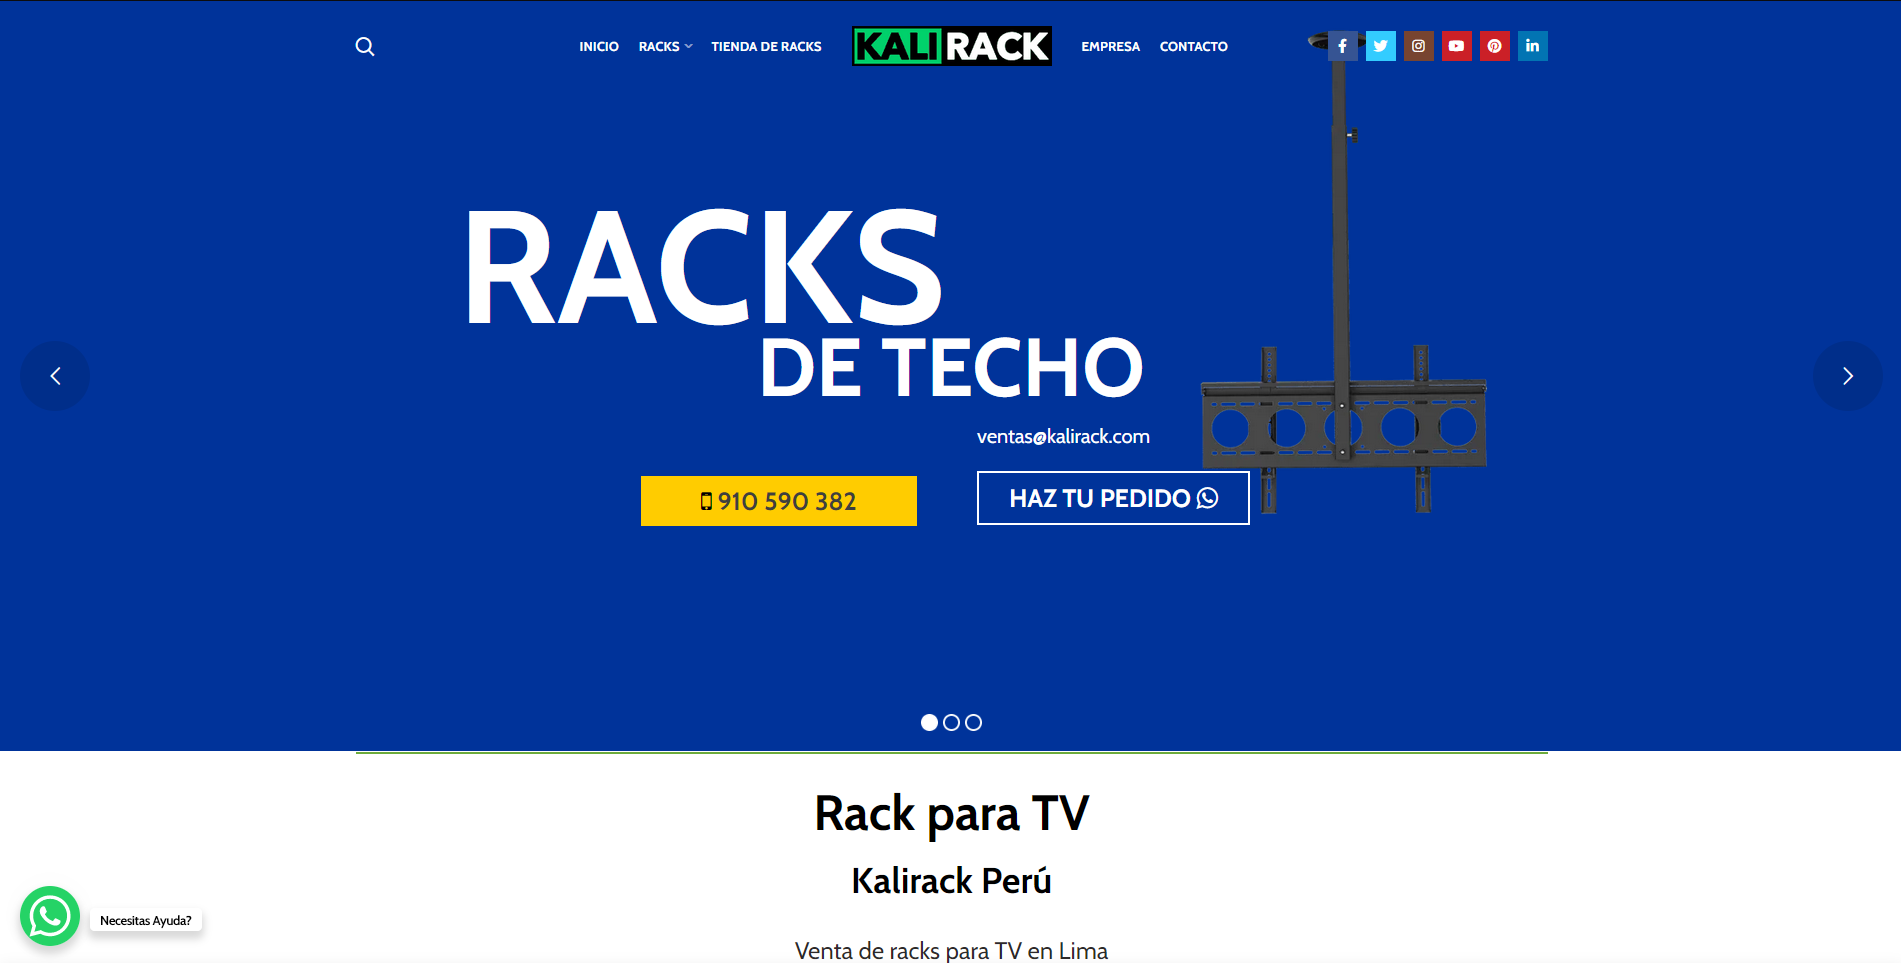 INICIO RACKS TIENDA DE RACKS KALI RACK EMPRESA CONTACTO
RACKS
DE TECHO
ventas@kalirack.com
910 590 382
HAZ TU PEDIDO
Rack para TV
Kalirack Perú
Necesitas Ayuda?
Venta de racks para TV en Lima